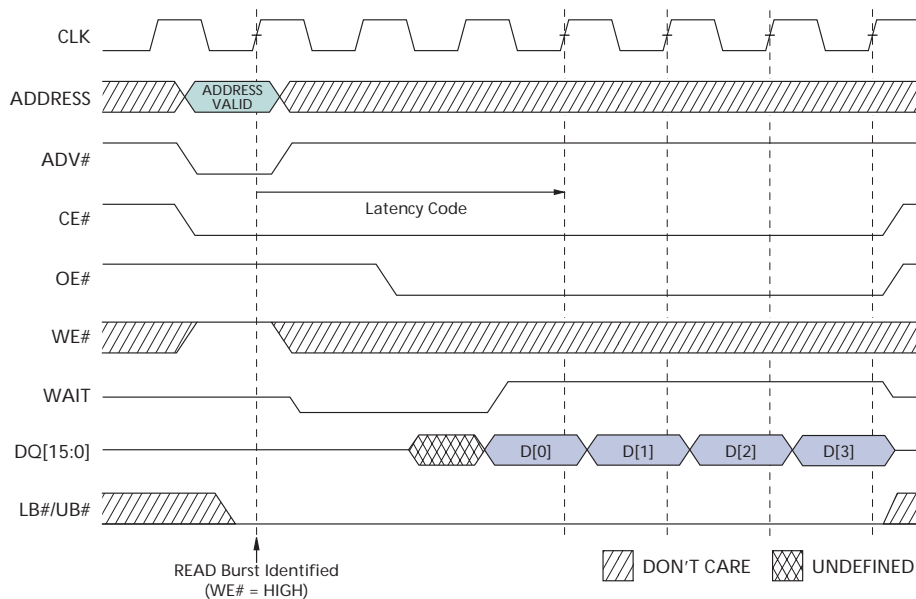 CLK
ADDRESS
ADDRESS
VALID
ADV#
Latency Code
CE#
OE#
WE#
WAIT
DQ[15:0]
D[0] D[1] D[2] D[3]
LB#/UB#
READ Burst Identified
(WE# = HIGH)
DON'T CARE
UNDEFINED